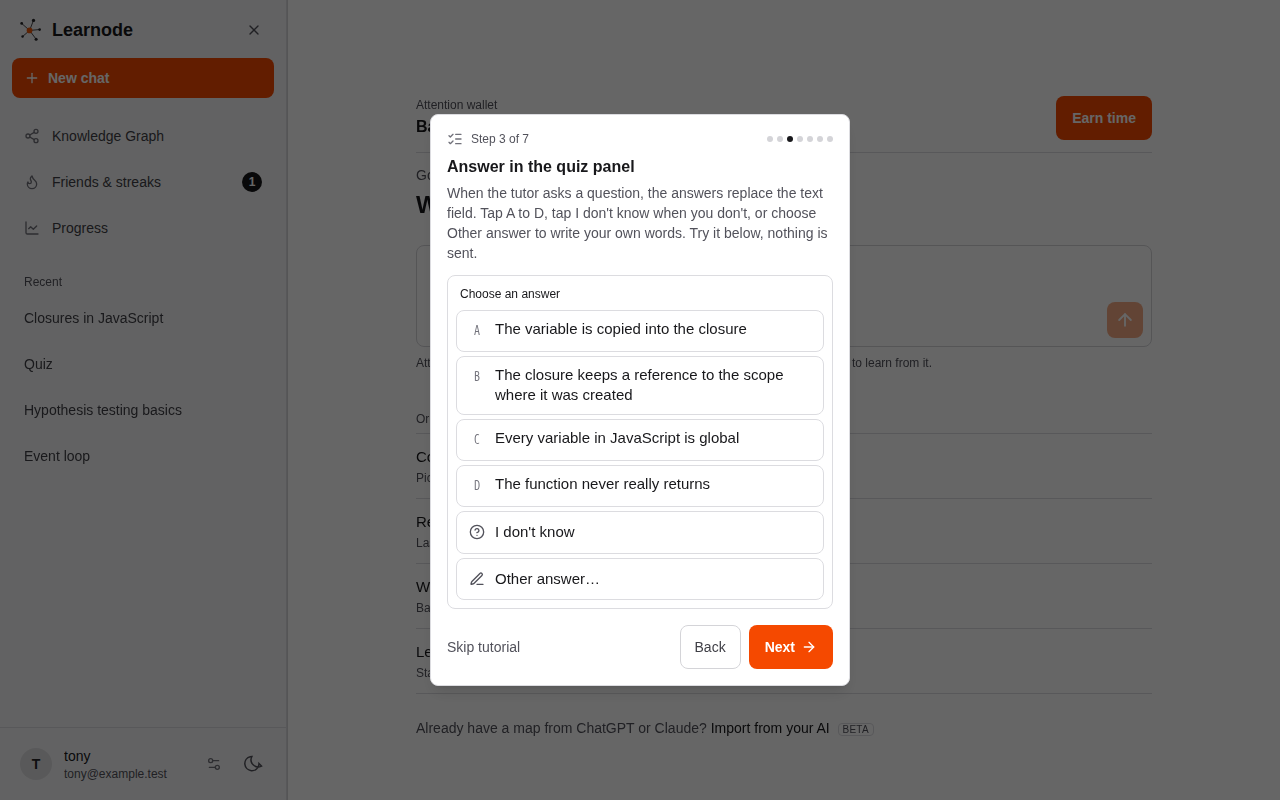 Learnode
New chat
Knowledge Graph
Friends & streaks
1
Progress
Recent
Closures in JavaScript
Quiz
Hypothesis testing basics
Event loop
T
tony
tony@example.test
Attention wallet
Earn time
Step 3 of 7
Answer in the quiz panel
When the tutor asks a question, the answers replace the text
field. Tap A to D, tap I don't know when you don't, or choose
Other answer to write your own words. Try it below, nothing is
sent.
Choose an answer
A The variable is copied into the closure
B The closure keeps a reference to the scope
where it was created
C Every variable in JavaScript is global
D The function never really returns
I don't know
Other answer…
Skip tutorial
Back
Next
to learn from it.
Already have a map from ChatGPT or Claude? Import from your AI BETA